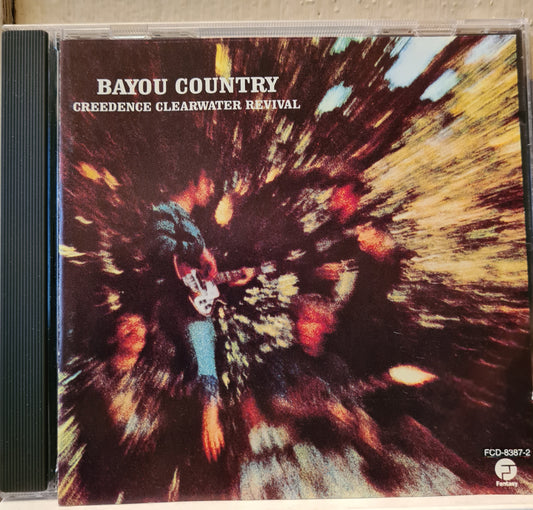 BAYOU COUNTRY
CREEDENCE CLEARWATER REVIVAL
FCD-8387-2
Fantasy